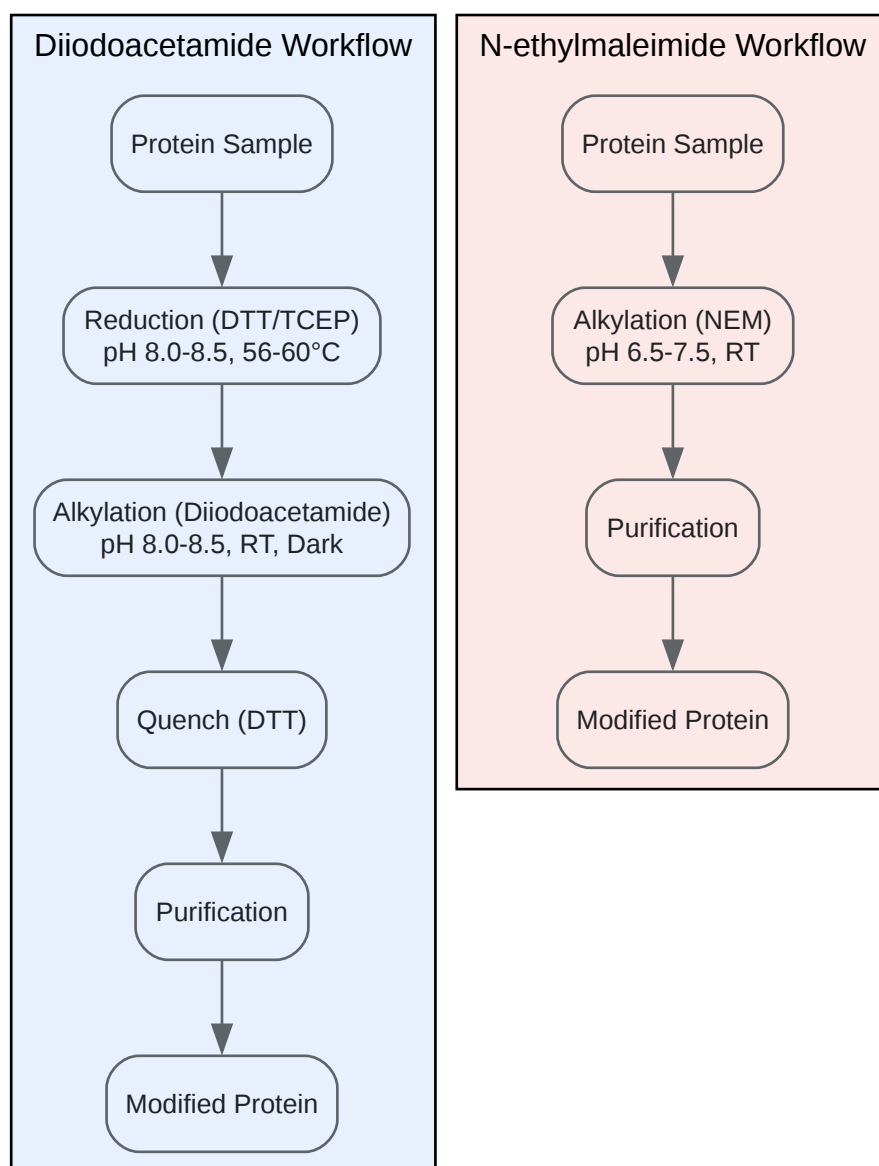 Diiodoacetamide Workflow
Protein Sample
Reduction (DTT/TCEP)
pH 8.0-8.5, 56-60°C
Alkylation (Diiodoacetamide)
pH 8.0-8.5, RT, Dark
Quench (DTT)
Purification
Modified Protein
N-ethylmaleimide Workflow
Protein Sample
Alkylation (NEM)
pH 6.5-7.5, RT
Purification
Modified Protein